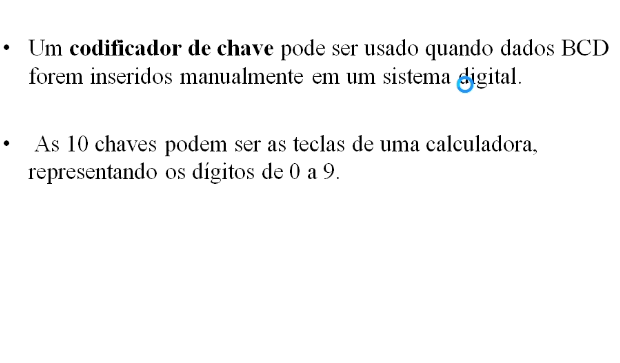 • Um codificador de chave pode ser usado quando dados BCD
forem inseridos manualmente em um sistema digital.
• As 10 chaves podem ser as teclas de uma calculadora,
representando os dígitos de 0 a 9.